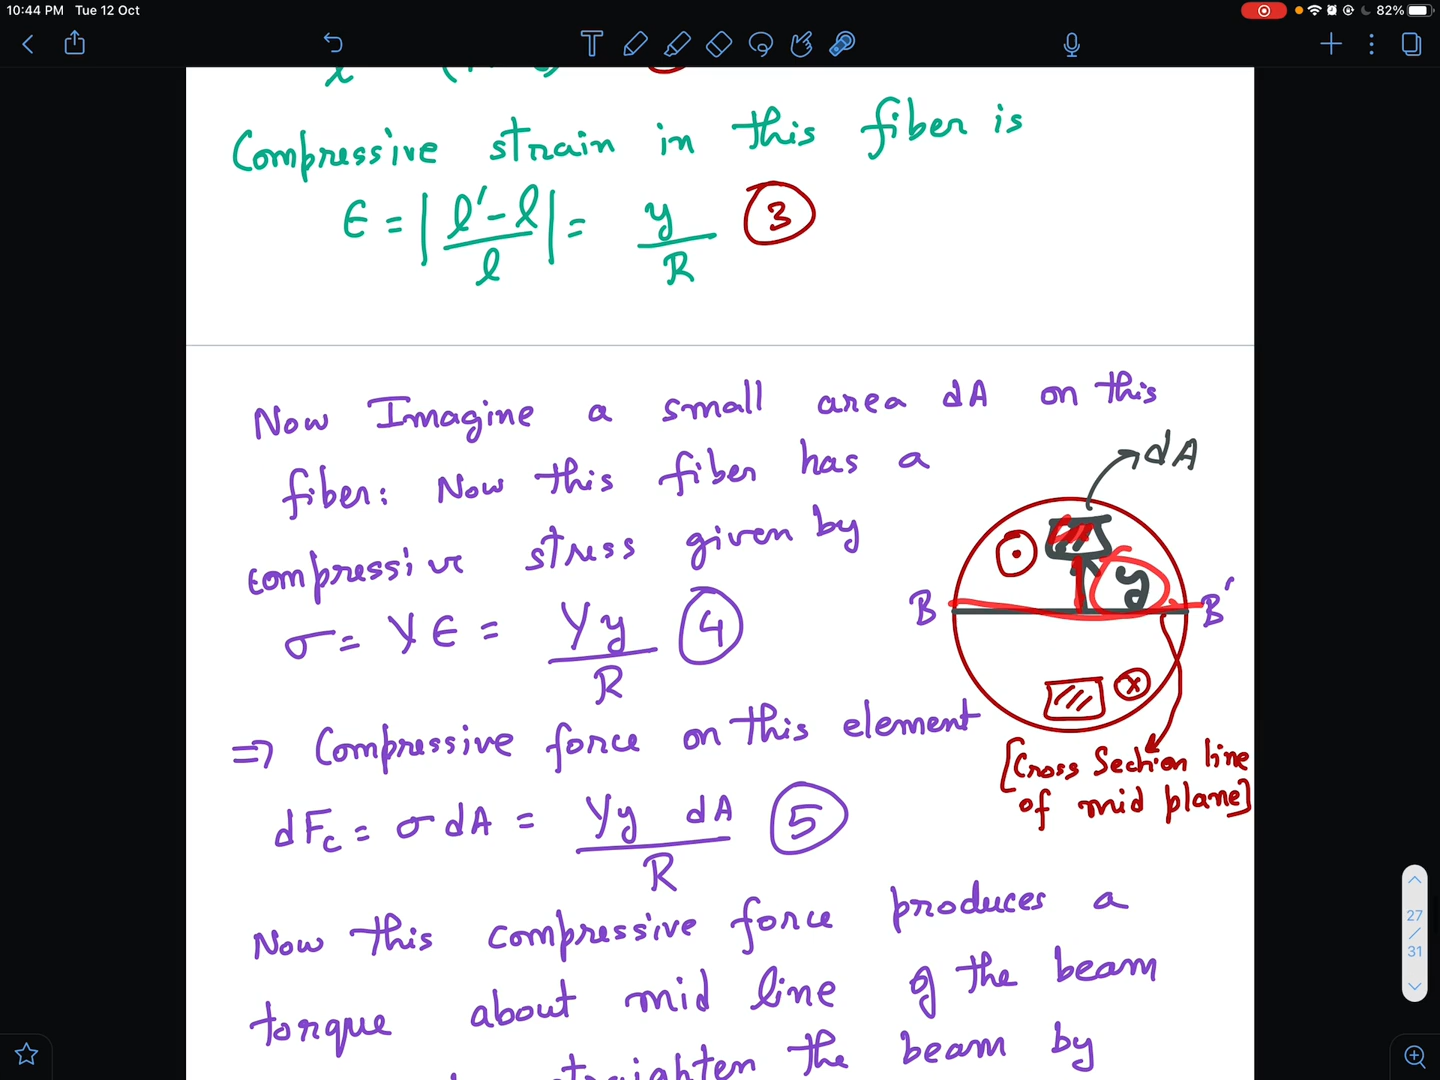 10:44 PM Tue 12 Oct
82%
Compressive strain in this fiber is
ϵ = |l′ - l / l| = y / R ③
Now Imagine a small area dA on this
fiber: Now this fiber has a
compressive stress given by
σ = Yϵ = Yy / R ④
⇒ Compressive force on this element
dFc = σ dA = Yy dA / R ⑤
Now this compressive force produces a
torque about mid line of the beam
straighten the beam by
dA
y
B
B′
[Cross Section line
of mid plane]
27
/
31